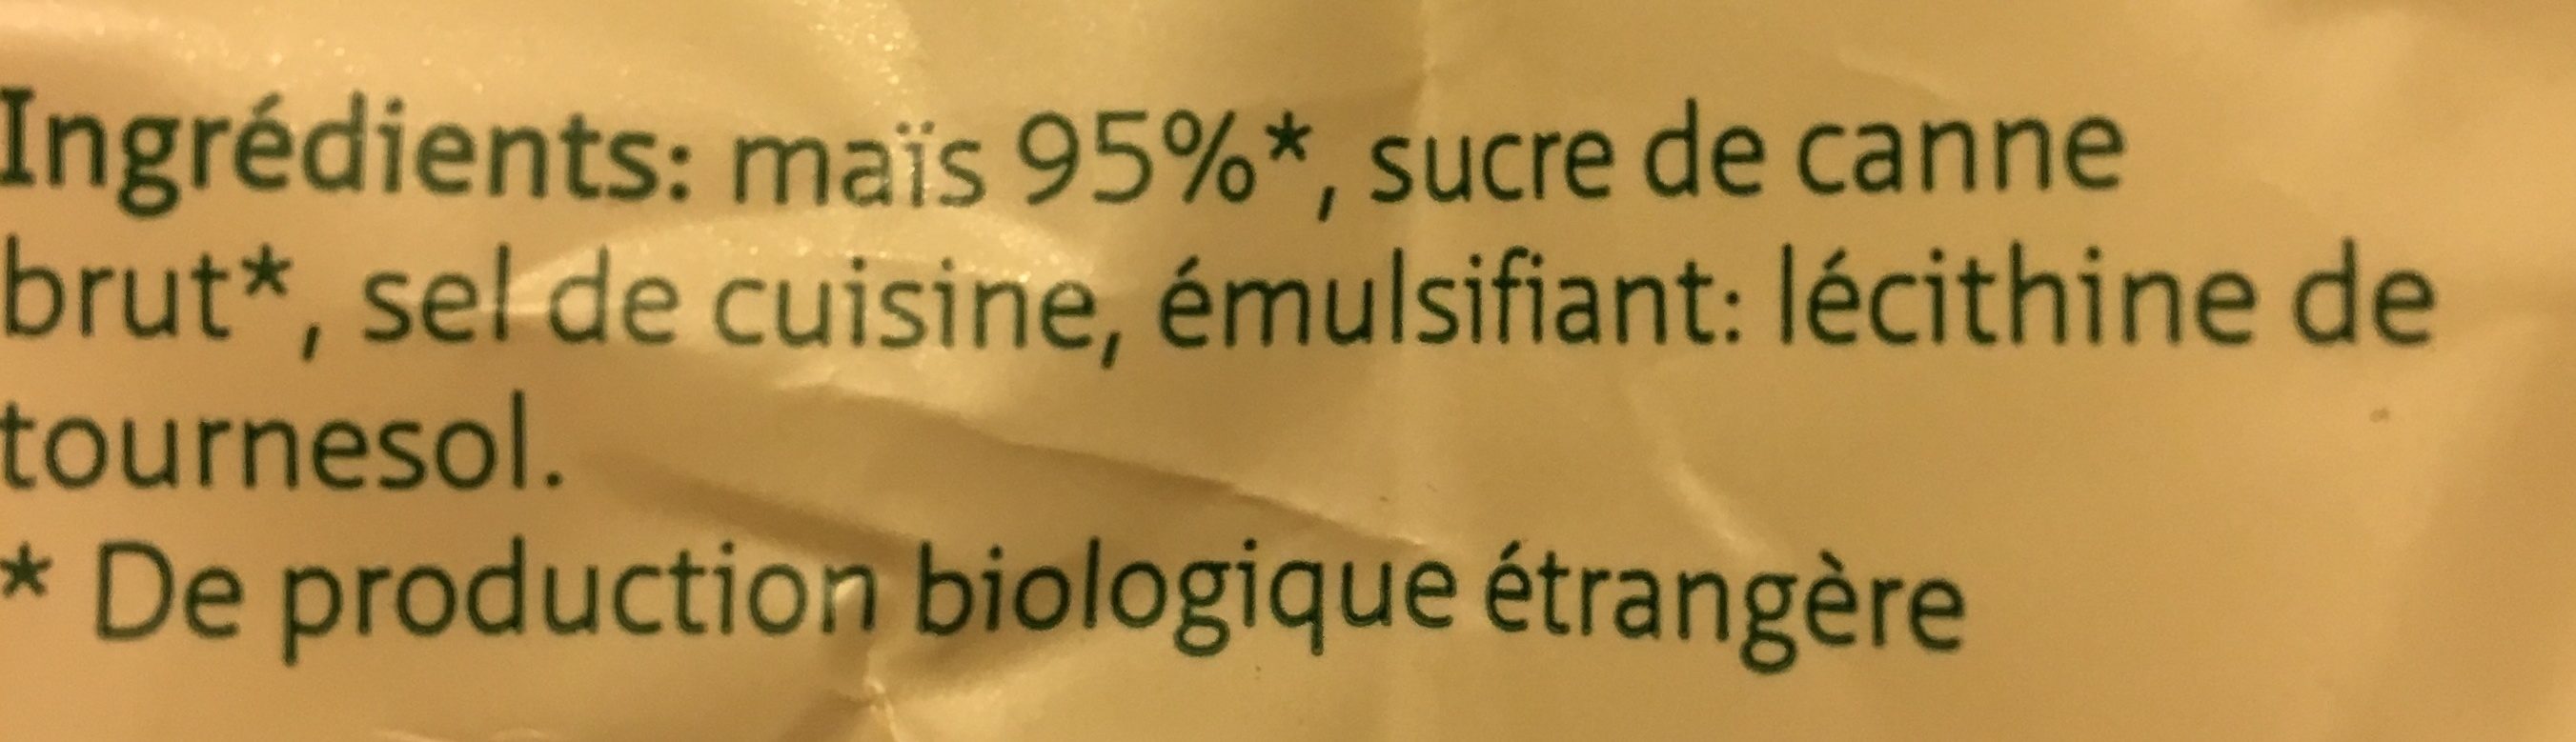 Ingrédients: maïs 95%*, sucre de canne
brut*, sel de cuisine, émulsifiant: lécithine de
tournesol.
* De production biologique étrangère